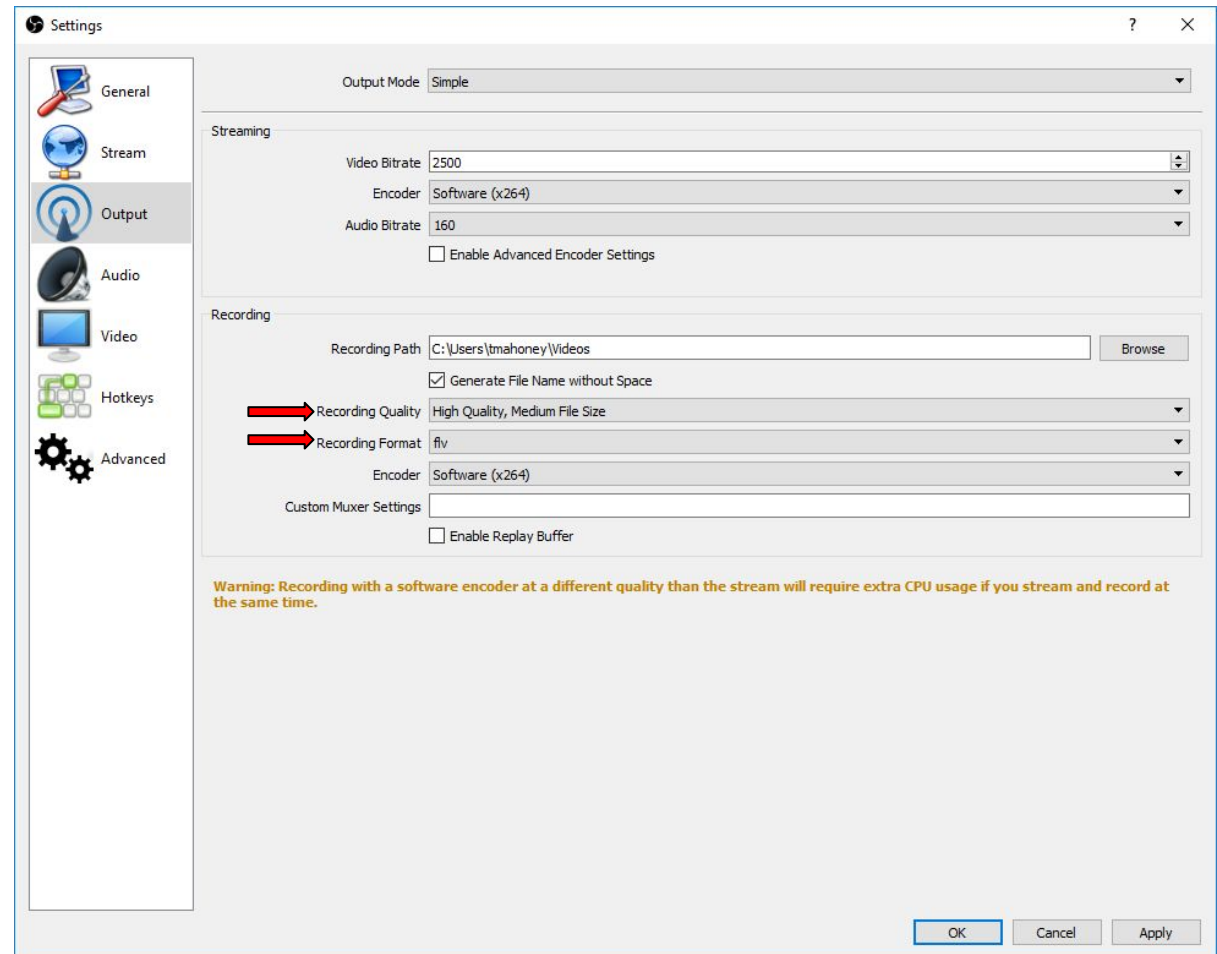 Settings
?
General
Stream
Output
Audio
Video
Hotkeys
Advanced
Output Mode Simple
Streaming
Video Bitrate 2500
Encoder Software (x264)
Audio Bitrate 160
Enable Advanced Encoder Settings
Recording
Recording Path C:\Users\tmahoney\Videos Browse
Generate File Name without Space
Recording Quality High Quality, Medium File Size
Recording Format flv
Encoder Software (x264)
Custom Muxer Settings
Enable Replay Buffer
Warning: Recording with a software encoder at a different quality than the stream will require extra CPU usage if you stream and record at
the same time.
OK Cancel Apply